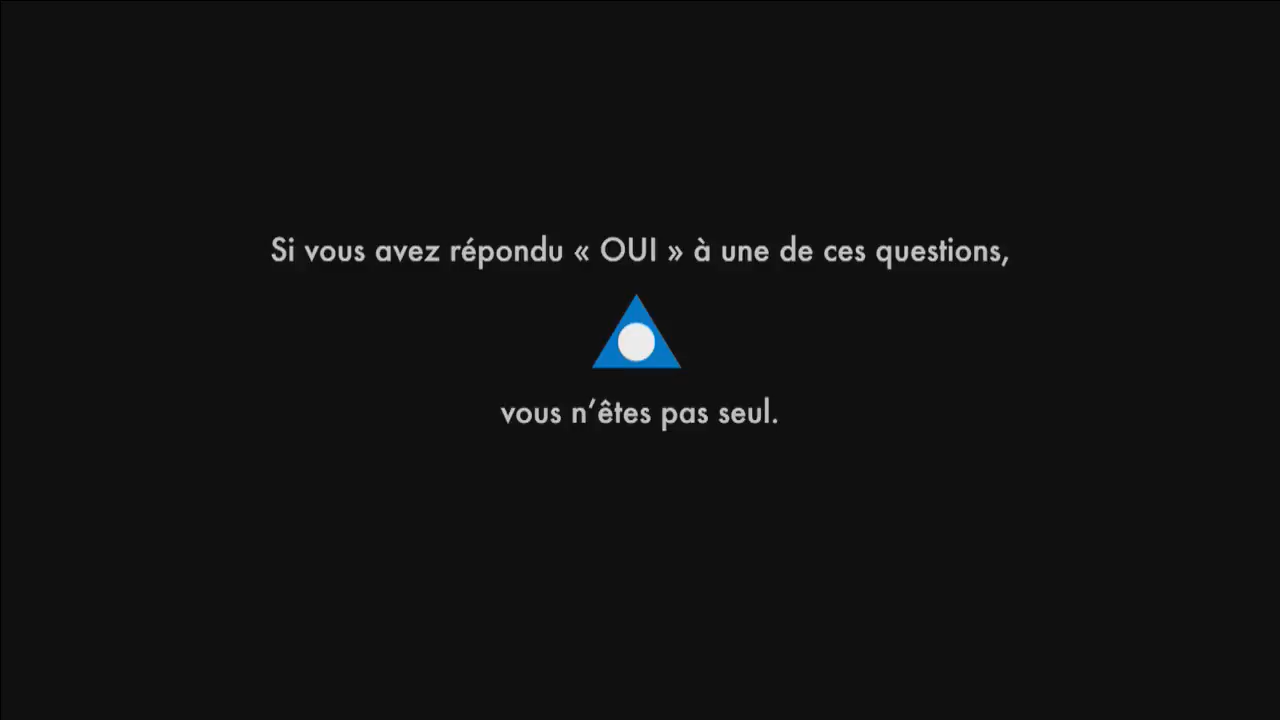 Si vous avez répondu « OUI » à une de ces questions,
vous n’êtes pas seul.